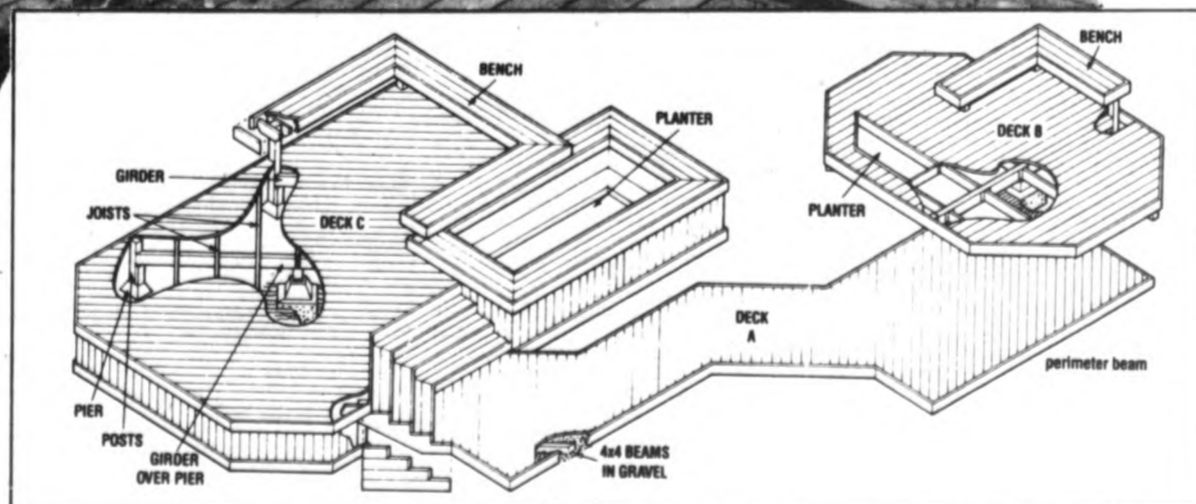 BENCH
BENCH
PLANTER
DECK B
GIRDER
JOISTS
DECK C
PLANTER
DECK
A
perimeter beam
PIER
POSTS
GIRDER
OVER PIER
4x4 BEAMS
IN GRAVEL